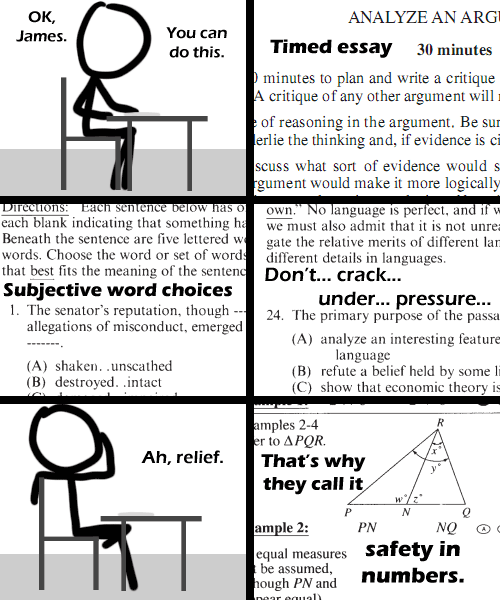 OK,
James.
You can
do this.
ANALYZE AN ARGU
Timed essay 30 minutes
0 minutes to plan and write a critique
A critique of any other argument will
e of reasoning in the argument. Be sur
lerlie the thinking and, if evidence is ci
scuss what sort of evidence would s
rgument would make it more logically
Directions: Each sentence below has o
each blank indicating that something ha
Beneath the sentence are five lettered w
words. Choose the word or set of words
that best fits the meaning of the sentenc
Subjective word choices
1. The senator's reputation, though ---
allegations of misconduct, emerged
-------.
(A) shaken. .unscathed
(B) destroyed. .intact
own." No language is perfect, and if w
we must also admit that it is not unrea
gate the relative merits of different lan
different details in languages.
Don't... crack...
under... pressure...
24. The primary purpose of the passa
(A) analyze an interesting feature
language
(B) refute a belief held by some li
(C) show that economic theory is
Ah, relief.
ample 1:
amples 2-4
er to ΔPQR.
That's why
they call it
R
x°
y°
w° z°
P N Q
ample 2: PN NQ A
equal measures
t be assumed,
hough PN and
pear equal)
safety in
numbers.